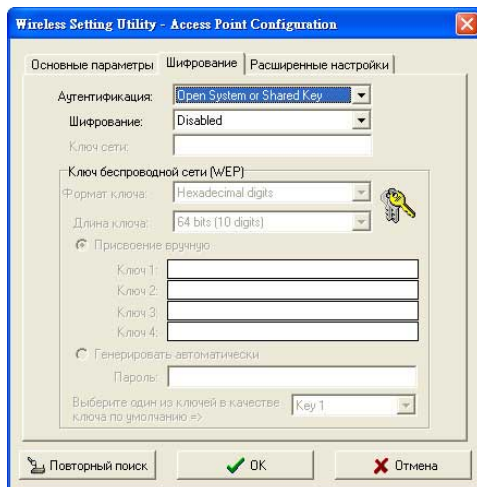 Wireless Setting Utility - Access Point Configuration
Основные параметры Шифрование Расширенные настройки
Аутентификация: Open System or Shared Key
Шифрование: Disabled
Ключ сети:
Ключ беспроводной сети (WEP)
Формат ключа: Hexadecimal digits
Длина ключа: 64 bits (10 digits)
Присвоение вручную
Ключ 1:
Ключ 2:
Ключ 3:
Ключ 4:
Генерировать автоматически
Пароль:
Выберите один из ключей в качестве
ключа по умолчанию => Key 1
Повторный поиск OK Отмена